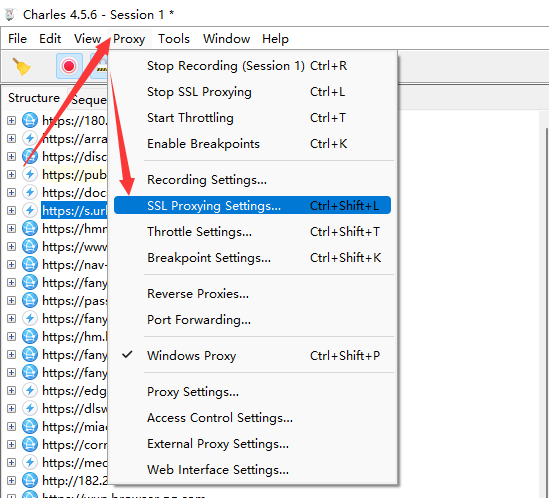 Charles 4.5.6 - Session 1 *
File Edit View Proxy Tools Window Help
Stop Recording (Session 1) Ctrl+R
Stop SSL Proxying Ctrl+L
Start Throttling Ctrl+T
Enable Breakpoints Ctrl+K
Recording Settings...
SSL Proxying Settings... Ctrl+Shift+L
Throttle Settings... Ctrl+Shift+T
Breakpoint Settings... Ctrl+Shift+K
Reverse Proxies...
Port Forwarding...
Windows Proxy Ctrl+Shift+P
Proxy Settings...
Access Control Settings...
External Proxy Settings...
Web Interface Settings...
Structure Seque
https://180.
https://arra
https://disc
https://pub
https://doc
https://s.url
https://hmr
https://www
https://nav-
https://fany
https://pass
https://fany
https://hm.l
https://fany
https://fany
https://edg
https://dlsw
https://miac
https://corr
https://med
http://182.2